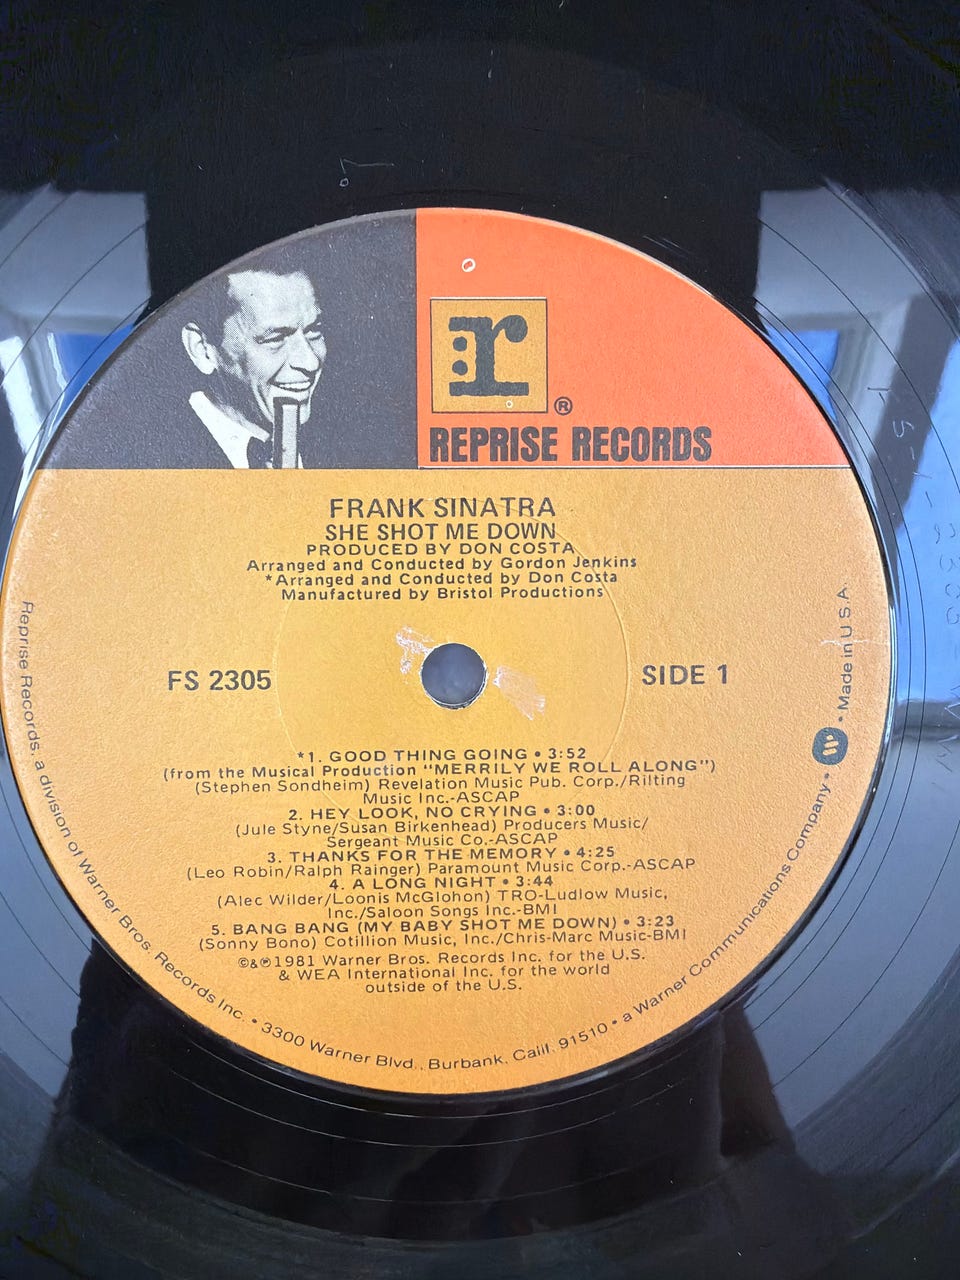 r
®
REPRISE RECORDS
FRANK SINATRA
SHE SHOT ME DOWN
PRODUCED BY DON COSTA
Arranged and Conducted by Gordon Jenkins
*Arranged and Conducted by Don Costa
Manufactured by Bristol Productions
FS 2305
SIDE 1
*1. GOOD THING GOING • 3:52
(from the Musical Production "MERRILY WE ROLL ALONG")
(Stephen Sondheim) Revelation Music Pub. Corp./Rilting
Music Inc.-ASCAP
2. HEY LOOK, NO CRYING • 3:00
(Jule Styne/Susan Birkenhead) Producers Music/
Sergeant Music Co.-ASCAP
3. THANKS FOR THE MEMORY • 4:25
(Leo Robin/Ralph Rainger) Paramount Music Corp.-ASCAP
4. A LONG NIGHT • 3:44
(Alec Wilder/Loonis McGlohon) TRO-Ludlow Music,
Inc./Saloon Songs Inc.-BMI
5. BANG BANG (MY BABY SHOT ME DOWN) • 3:23
(Sonny Bono) Cotillion Music, Inc./Chris-Marc Music-BMI
©&℗1981 Warner Bros. Records Inc. for the U.S.
& WEA International Inc. for the world
outside of the U.S.
Reprise Records, a division of Warner Bros. Records Inc. • 3300 Warner Blvd., Burbank, Calif. 91510 • a Warner Communications Company • Made in U.S.A.